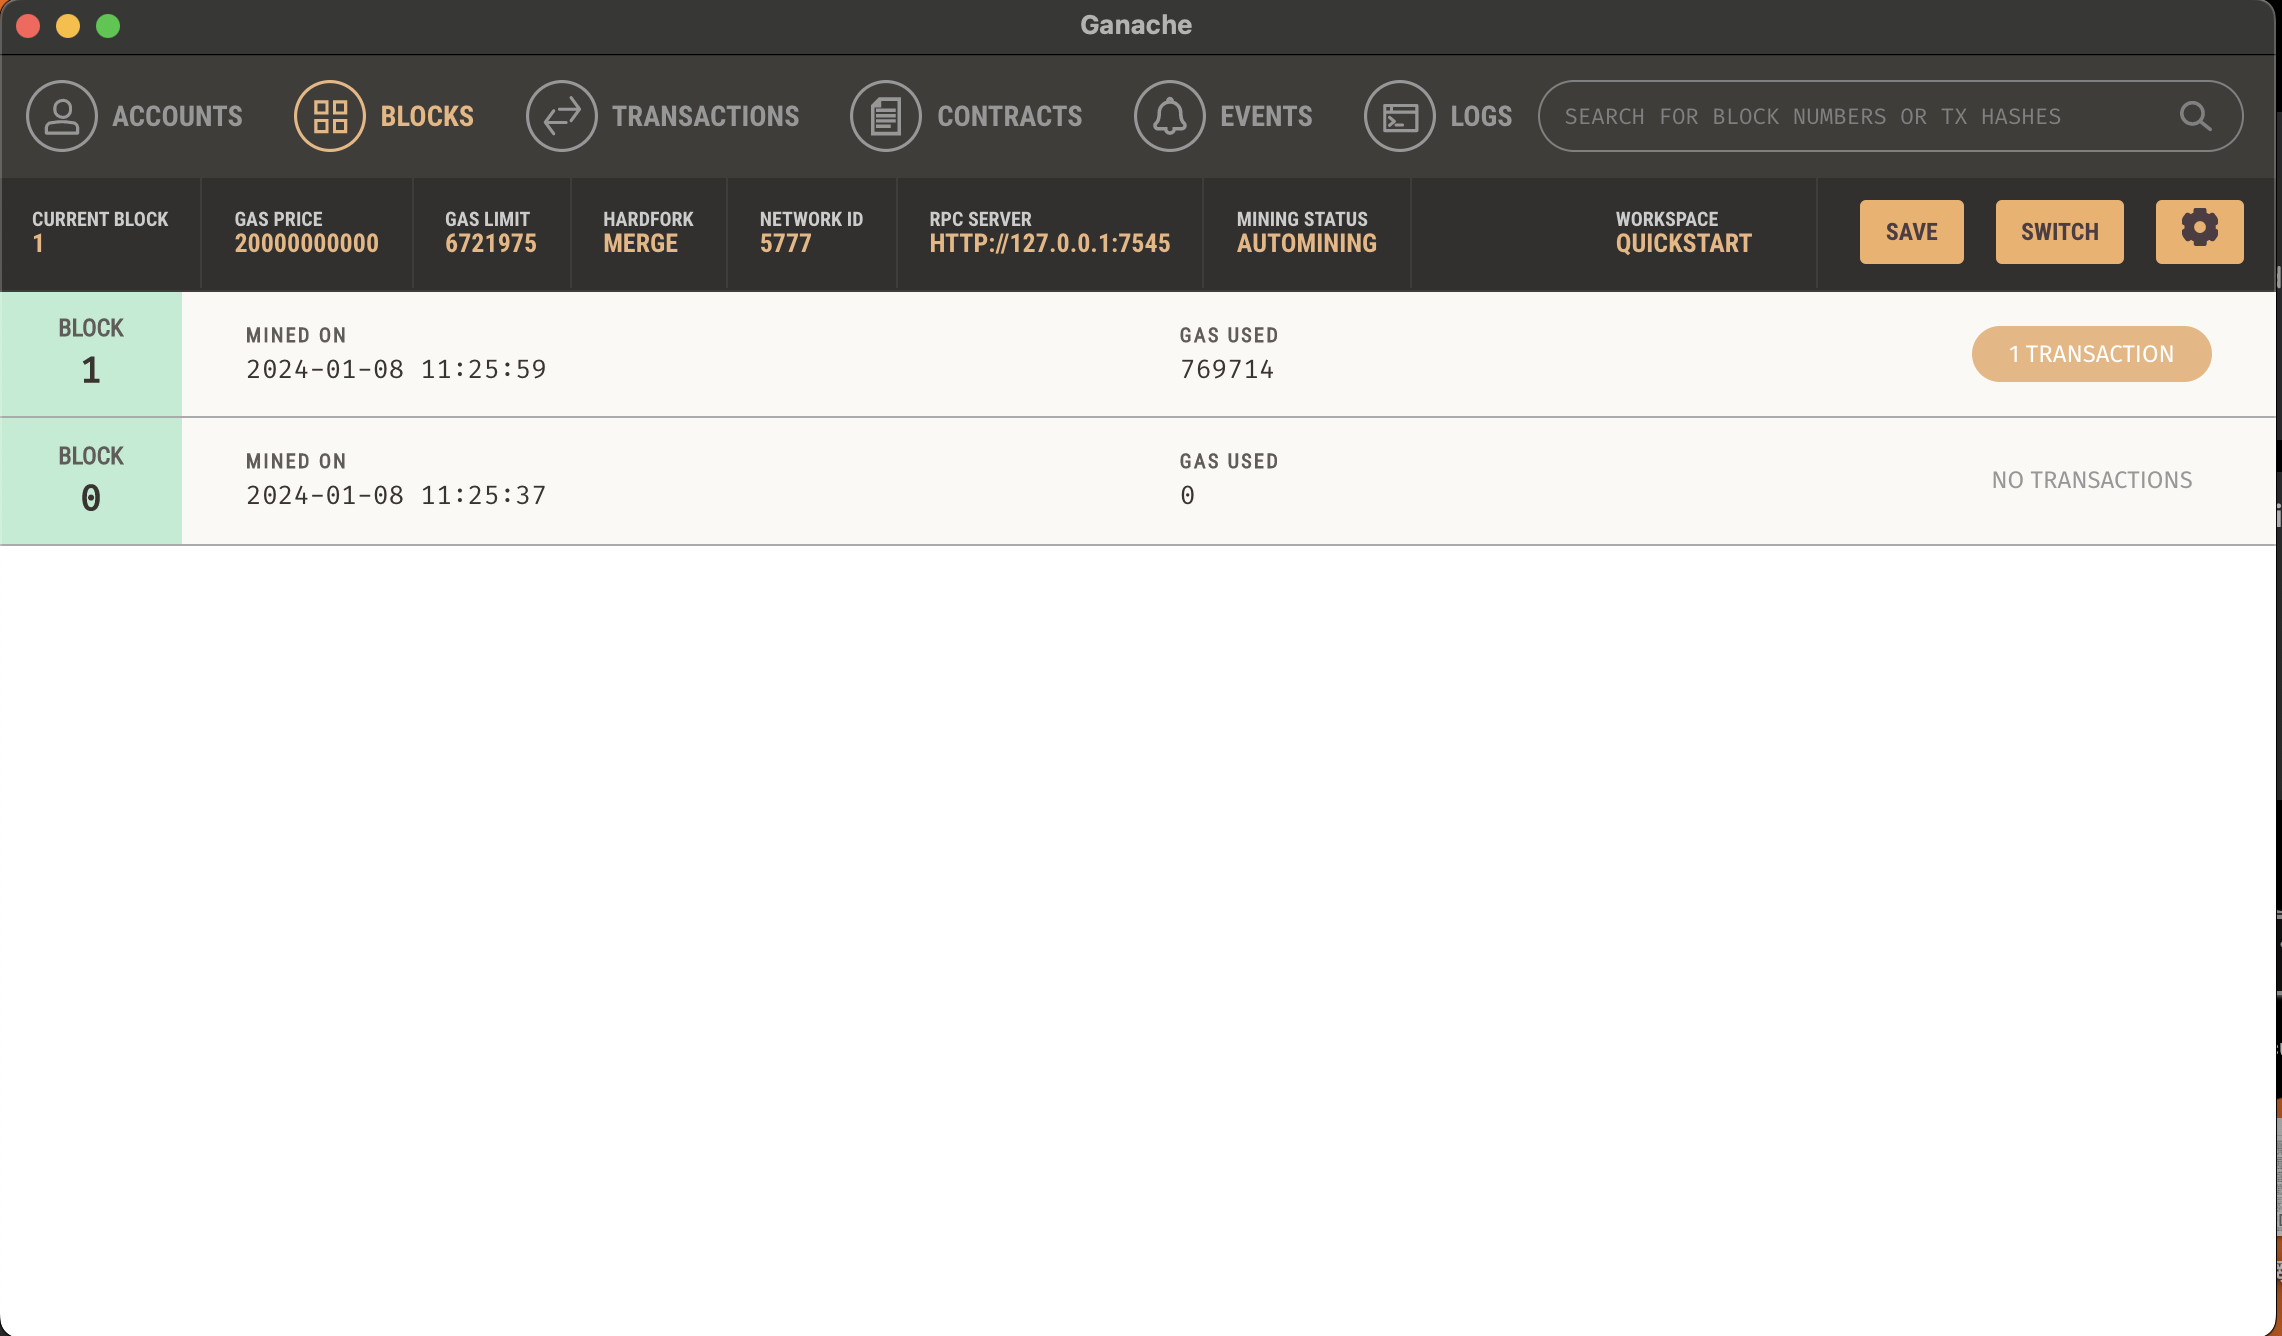 Ganache
ACCOUNTS BLOCKS TRANSACTIONS CONTRACTS EVENTS LOGS SEARCH FOR BLOCK NUMBERS OR TX HASHES
CURRENT BLOCK GAS PRICE GAS LIMIT HARDFORK NETWORK ID RPC SERVER MINING STATUS WORKSPACE
1 20000000000 6721975 MERGE 5777 HTTP://127.0.0.1:7545 AUTOMINING QUICKSTART SAVE SWITCH
BLOCK MINED ON GAS USED
1 2024-01-08 11:25:59 769714 1 TRANSACTION
BLOCK MINED ON GAS USED
0 2024-01-08 11:25:37 0 NO TRANSACTIONS